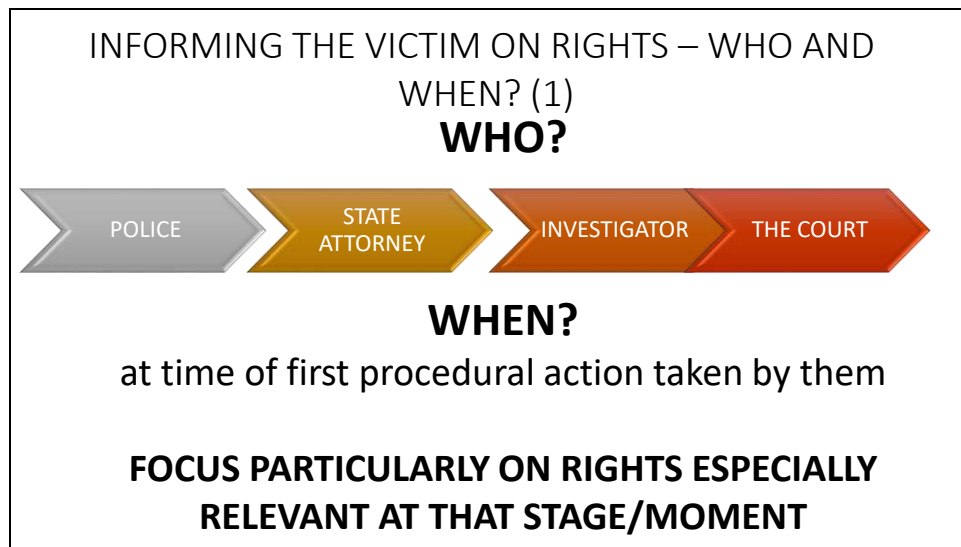 INFORMING THE VICTIM ON RIGHTS – WHO AND
WHEN? (1)
WHO?
POLICE
STATE
ATTORNEY
INVESTIGATOR
THE COURT
WHEN?
at time of first procedural action taken by them
FOCUS PARTICULARLY ON RIGHTS ESPECIALLY
RELEVANT AT THAT STAGE/MOMENT